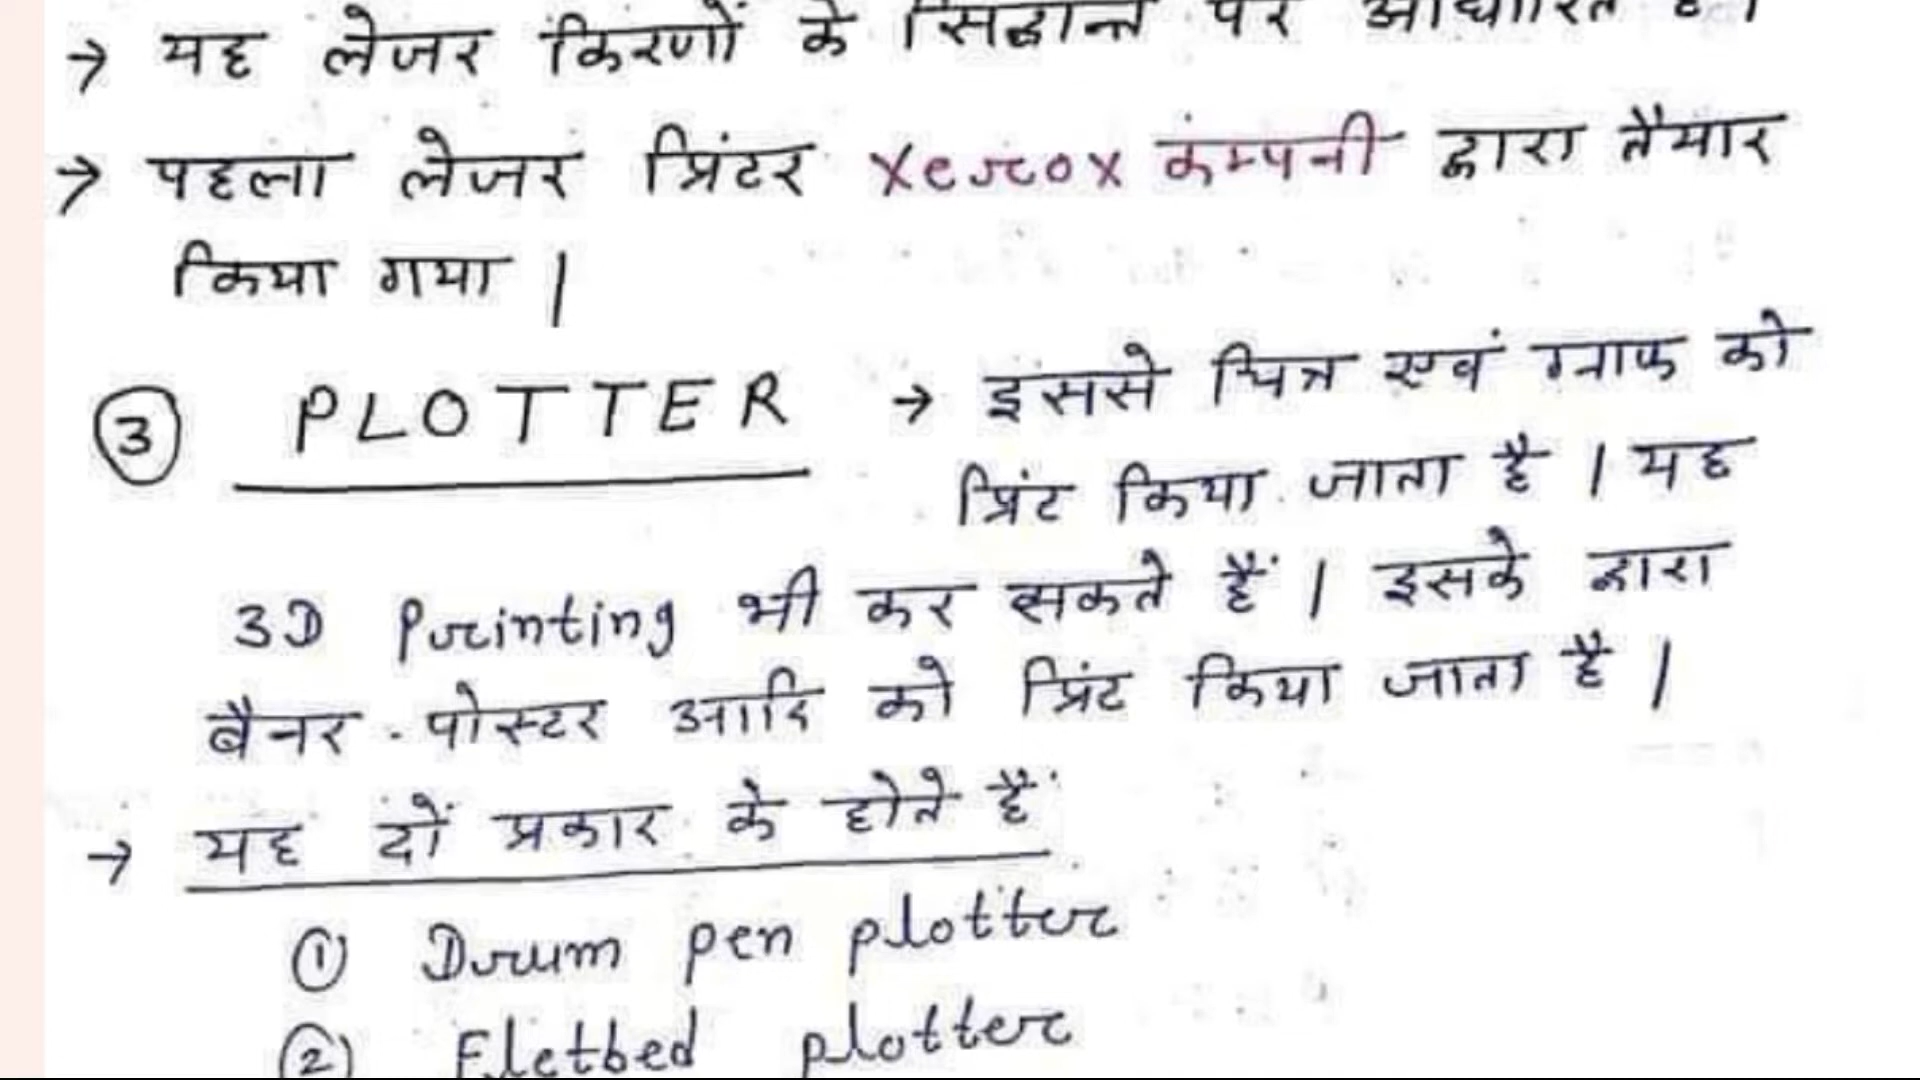 → यह लेजर किरणों के सिद्धान्त पर आधारित है।
→ पहला लेजर प्रिंटर Xerox कंम्पनी द्वारा तैयार
किया गया |
③ PLOTTER → इससे चित्र एवं ग्राफ को
प्रिंट किया जाता है | यह
3D Printing भी कर सकते हैं | इसके द्वारा
बैनर - पोस्टर आदि को प्रिंट किया जाता है |
→ यह दों प्रकार के होते हैं
① Drum pen plotter
② Fletbed plotter